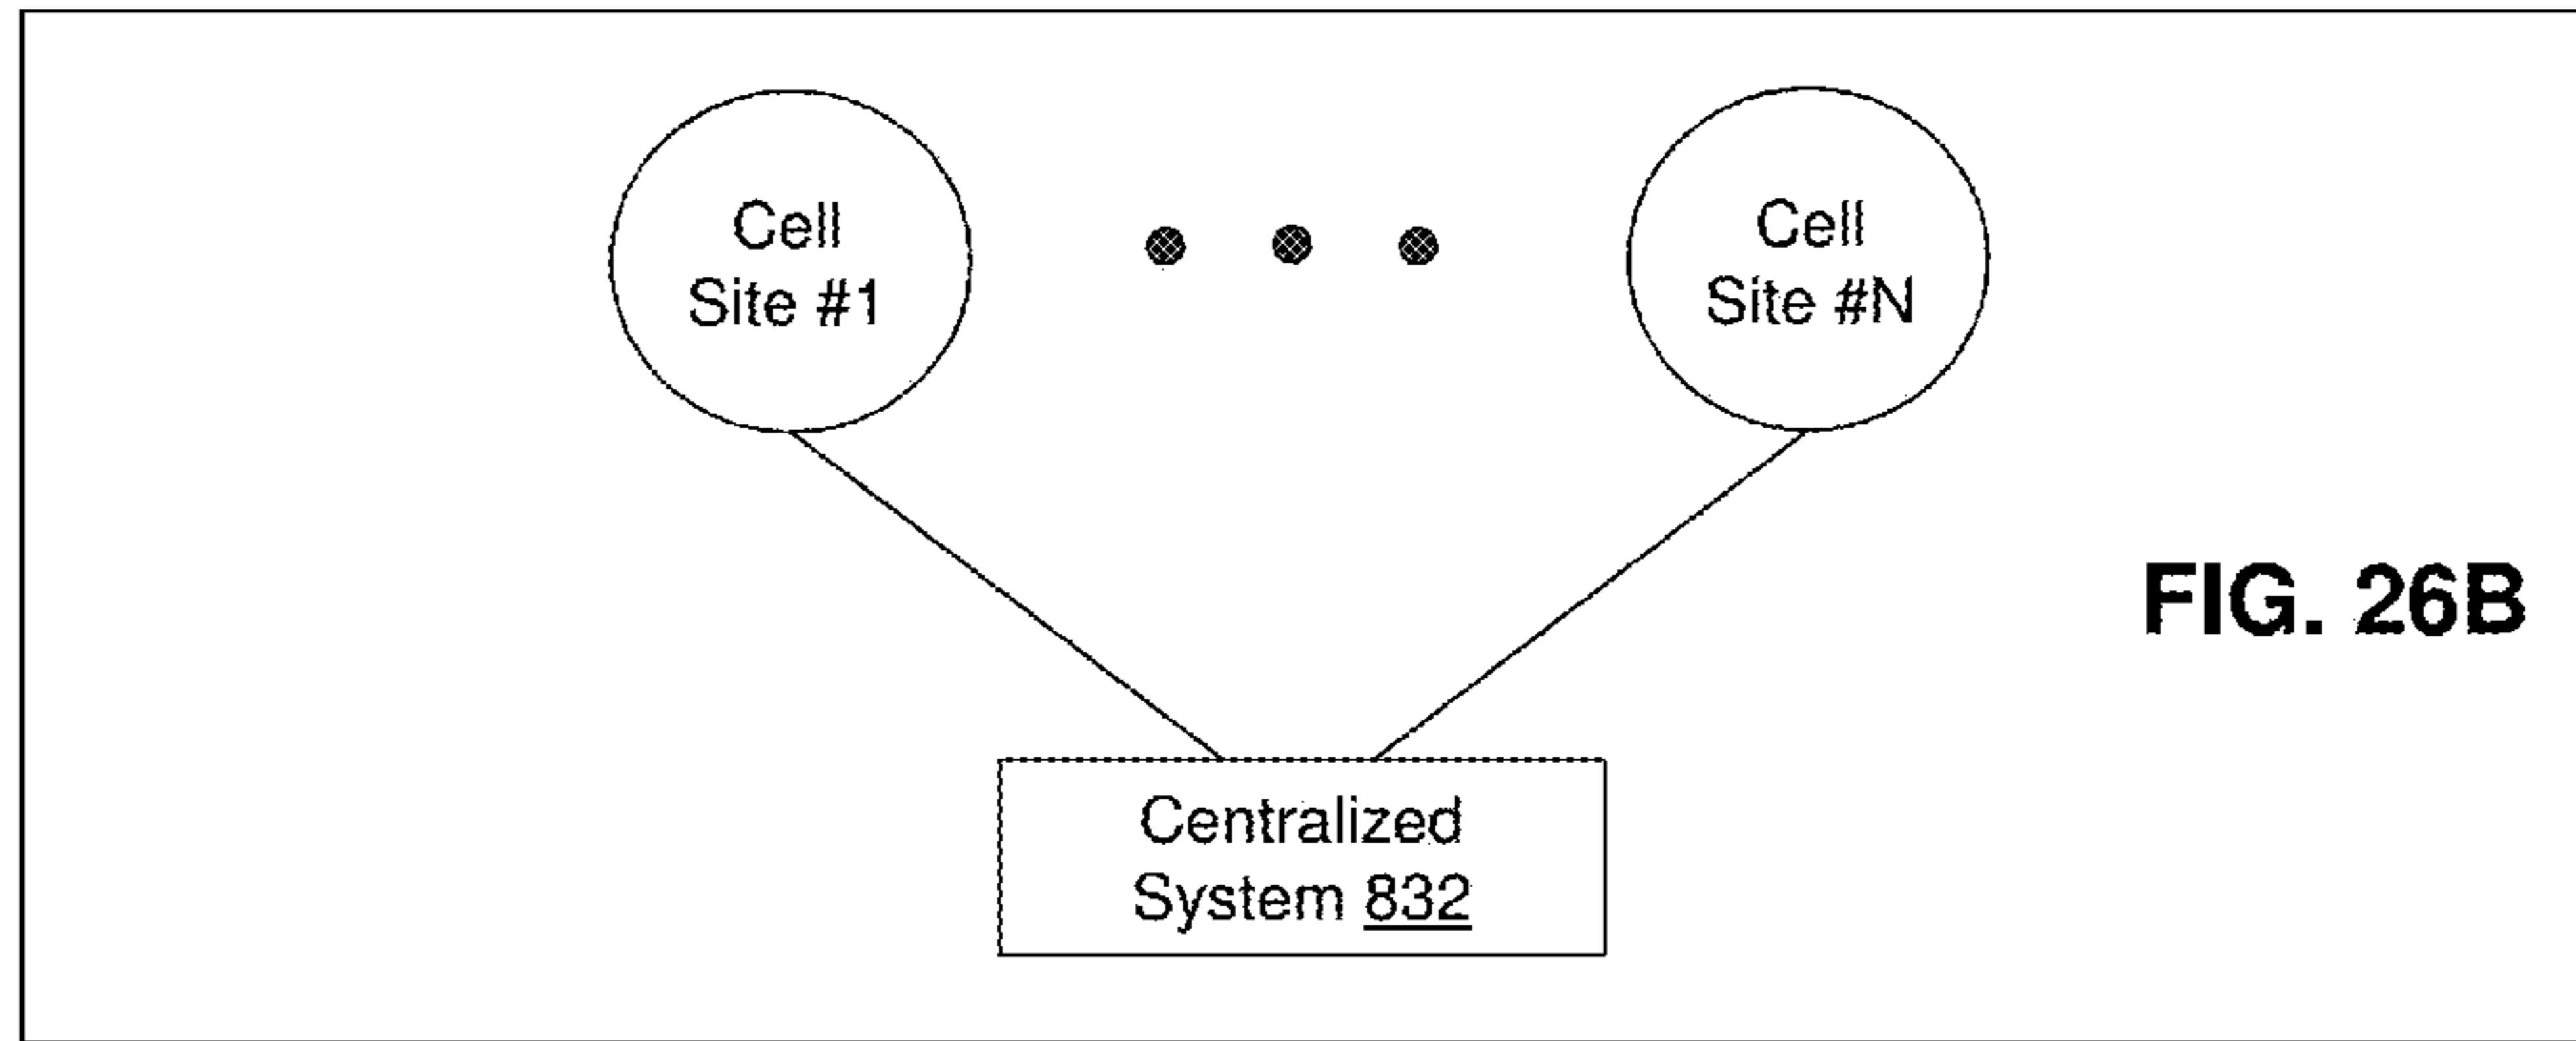 Cell
Site #1
Cell
Site #N
FIG. 26B
Centralized
System 832